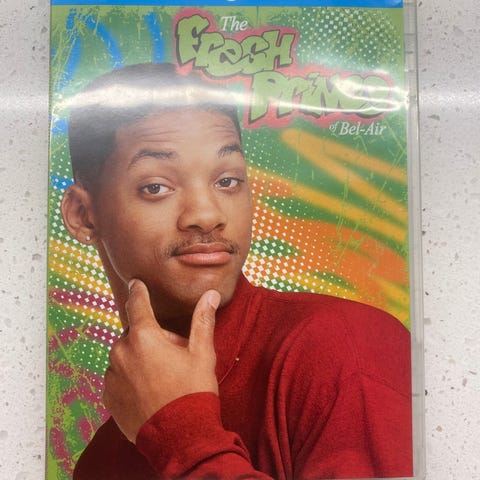 The
Fresh
Prince
of Bel-Air